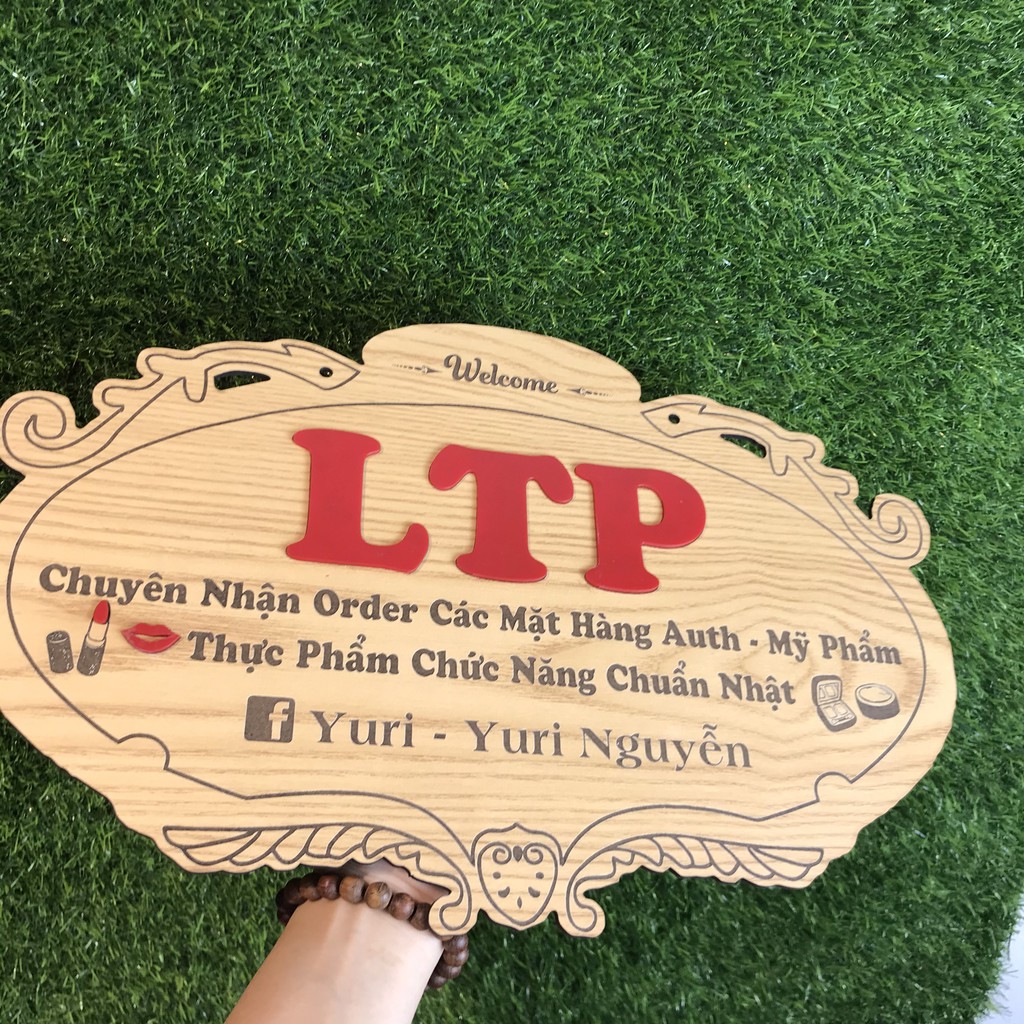 Welcome
LTP
Chuyên Nhận Order Các Mặt Hàng Auth - Mỹ Phẩm
Thực Phẩm Chức Năng Chuẩn Nhật
f Yuri - Yuri Nguyễn